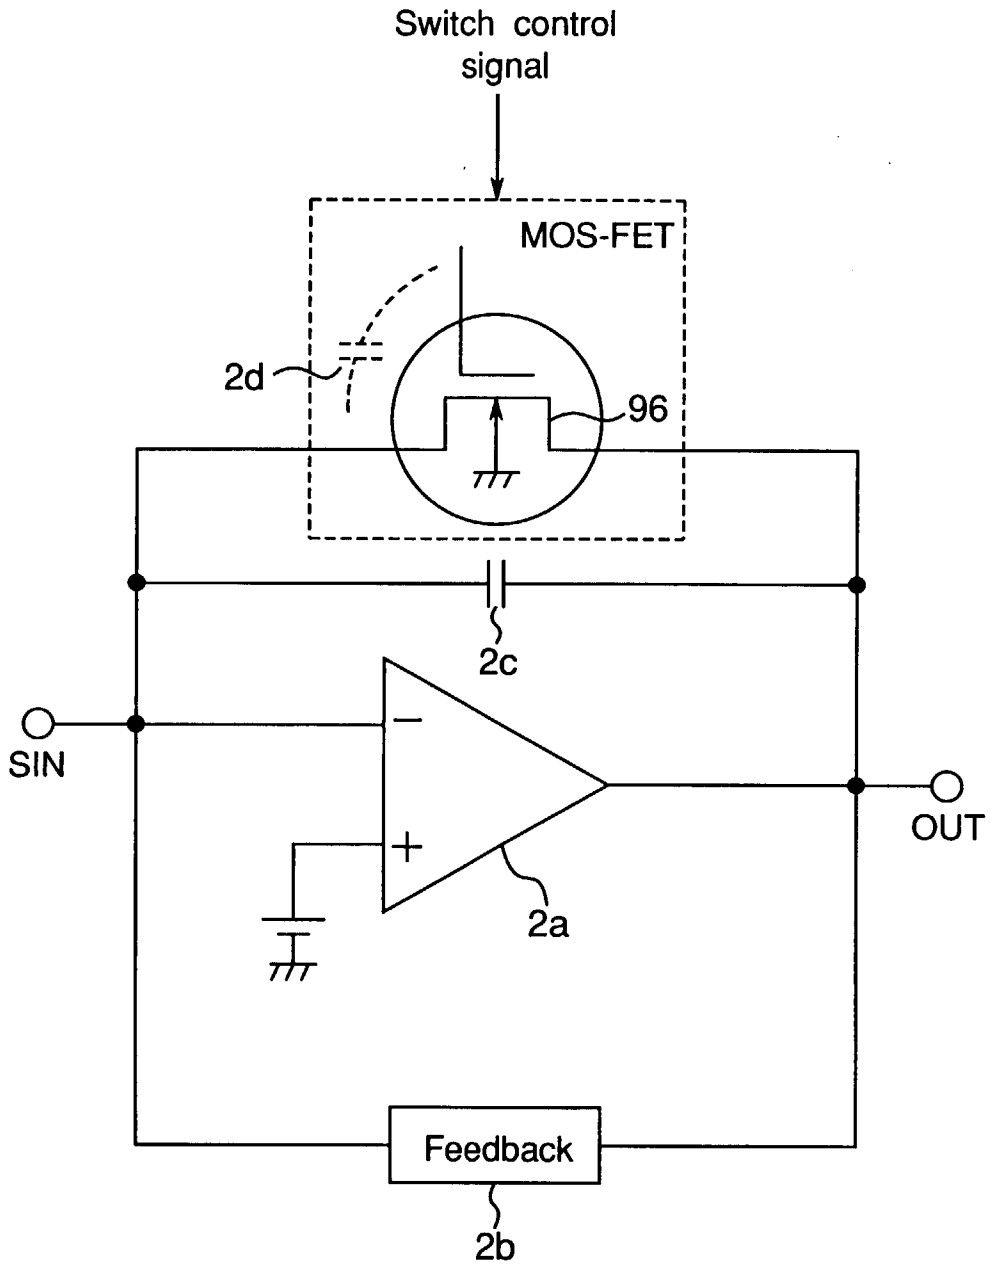 Switch control
signal
MOS-FET
2d
96
2c
SIN
−
+
OUT
2a
Feedback
2b